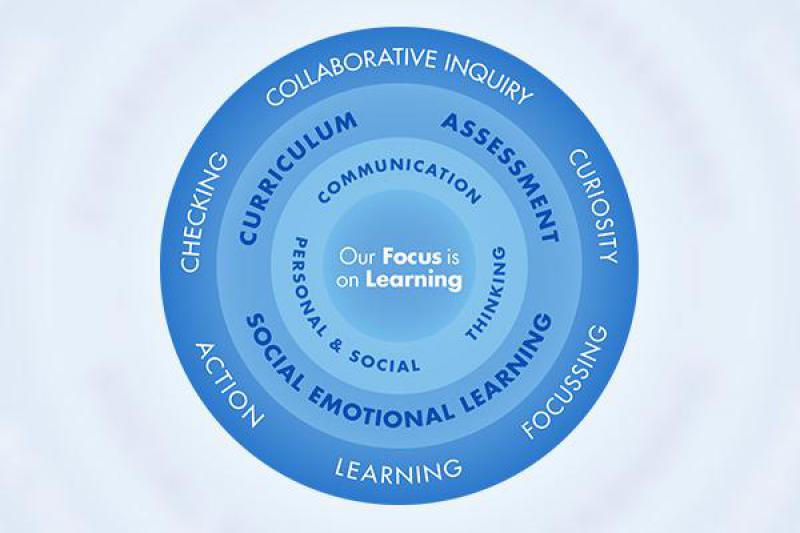 COLLABORATIVE INQUIRY
CURIOSITY
FOCUSSING
LEARNING
ACTION
CHECKING
CURRICULUM
ASSESSMENT
SOCIAL EMOTIONAL LEARNING
COMMUNICATION
THINKING
PERSONAL & SOCIAL
Our Focus is
on Learning